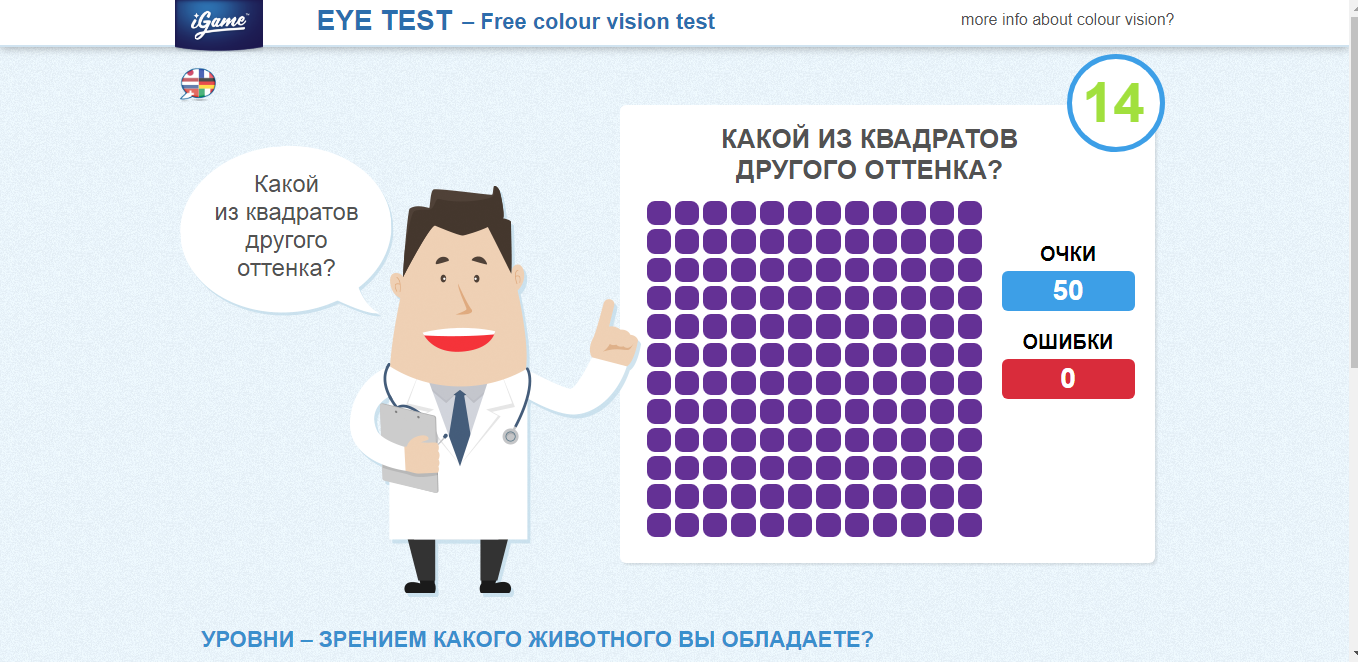 iGame
EYE TEST – Free colour vision test
more info about colour vision?
14
КАКОЙ ИЗ КВАДРАТОВ
ДРУГОГО ОТТЕНКА?
Какой
из квадратов
другого
оттенка?
ОЧКИ
50
ОШИБКИ
0
УРОВНИ – ЗРЕНИЕМ КАКОГО ЖИВОТНОГО ВЫ ОБЛАДАЕТЕ?